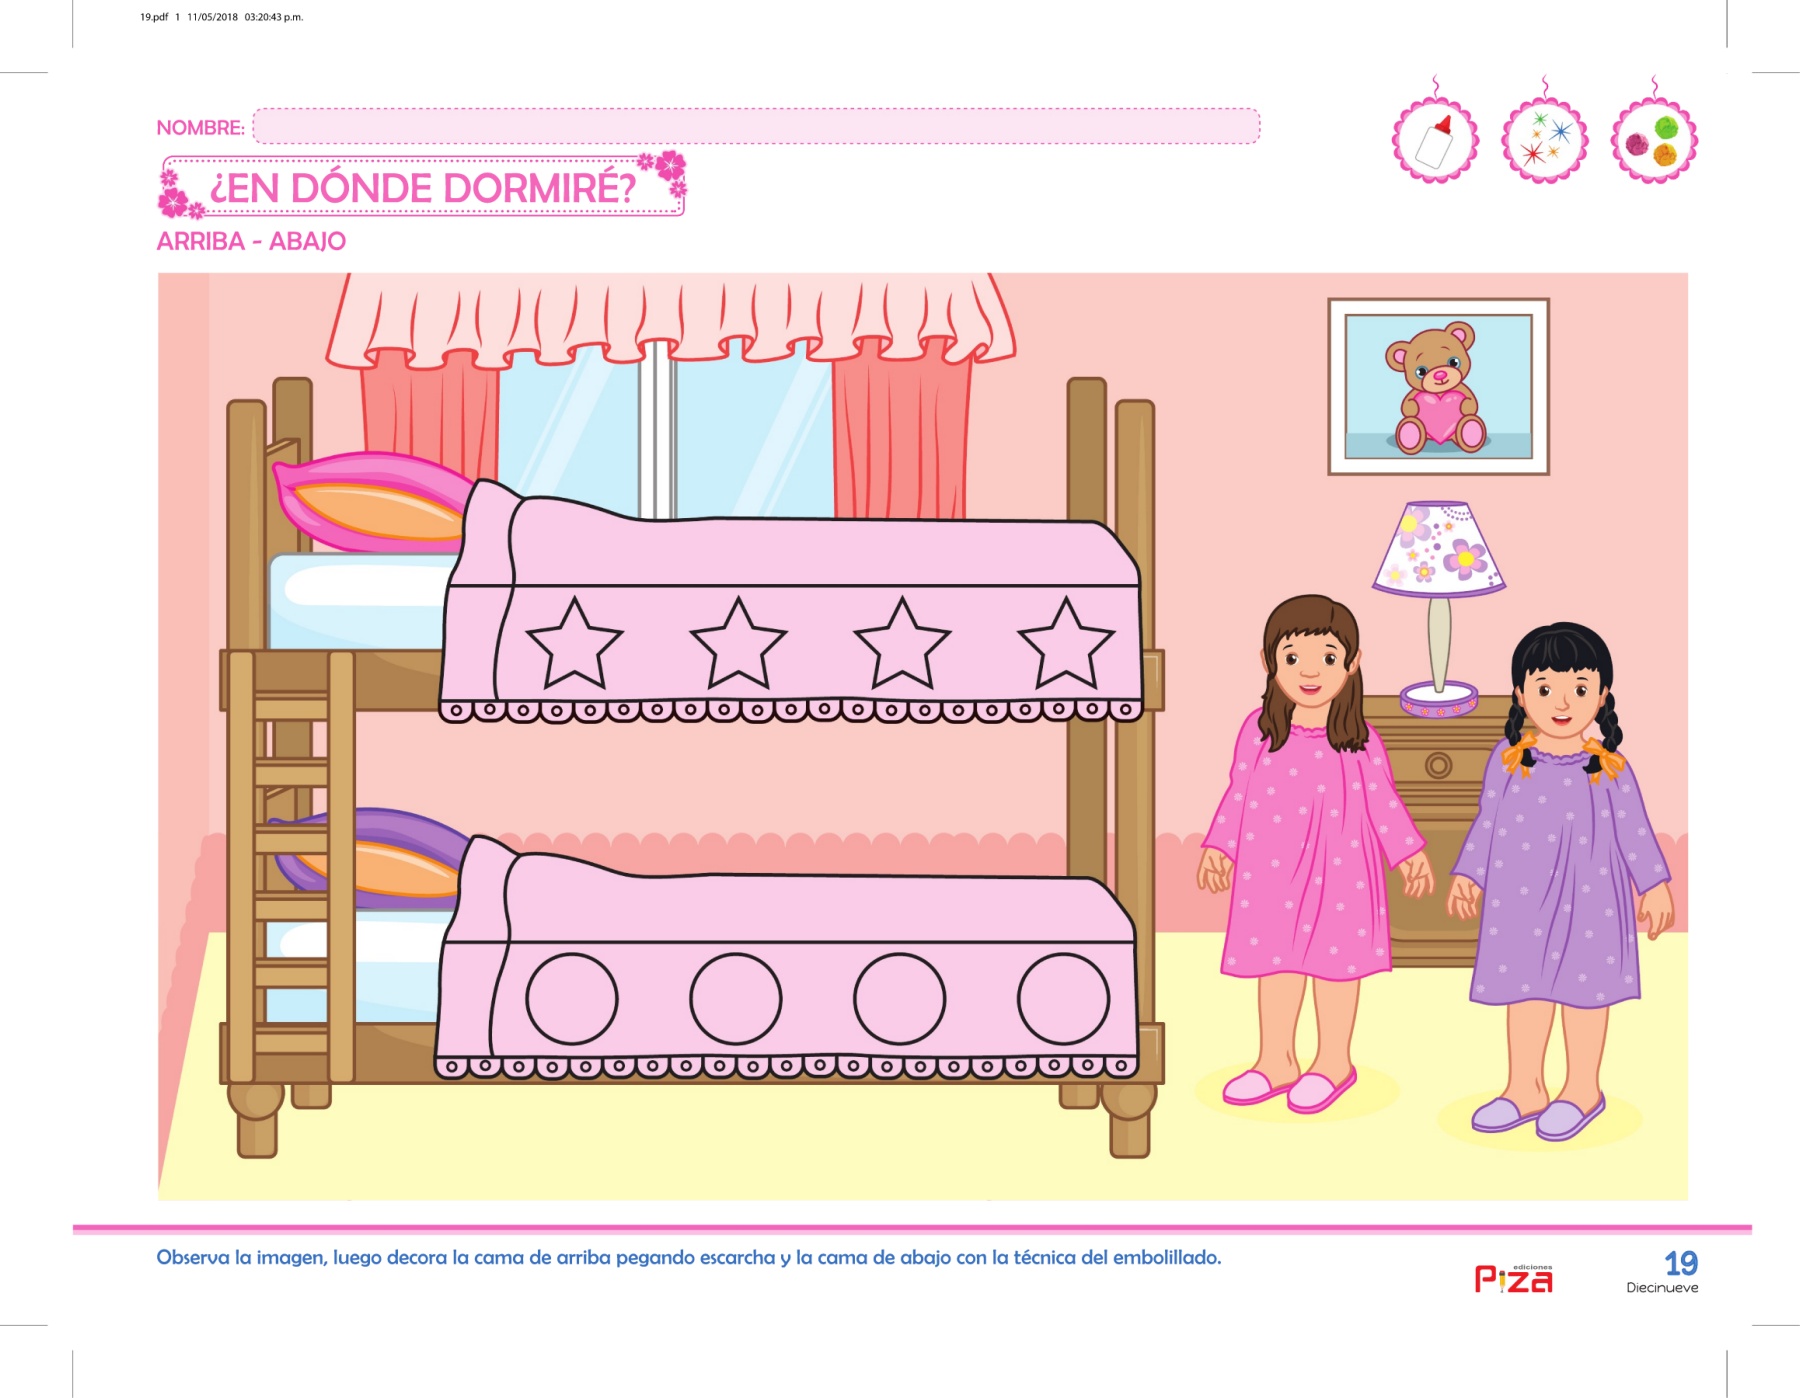 19.pdf 1 11/05/2018 03:20:43 p.m.
NOMBRE:
¿EN DÓNDE DORMIRÉ?
ARRIBA - ABAJO
Observa la imagen, luego decora la cama de arriba pegando escarcha y la cama de abajo con la técnica del embolillado.
ediciones
Piza
19
Diecinueve